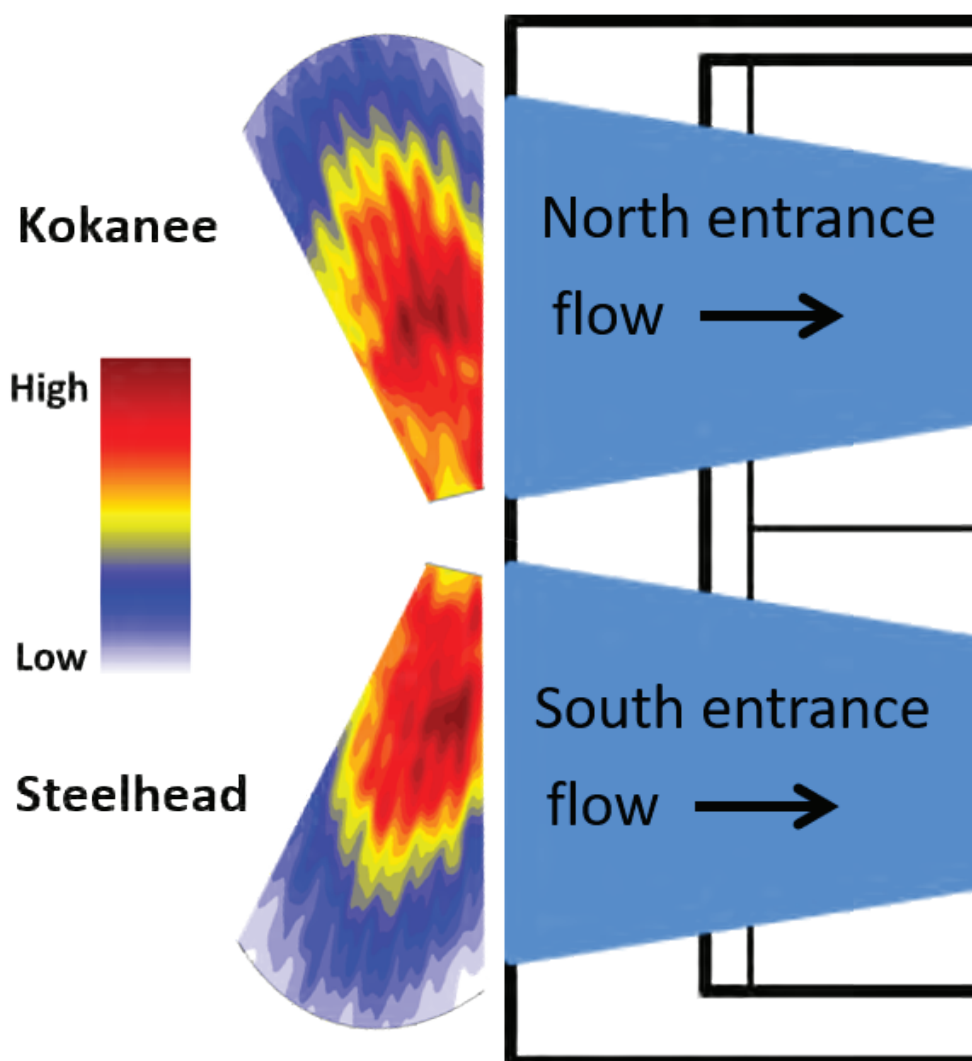 Kokanee
High
Low
Steelhead
North entrance
flow
South entrance
flow